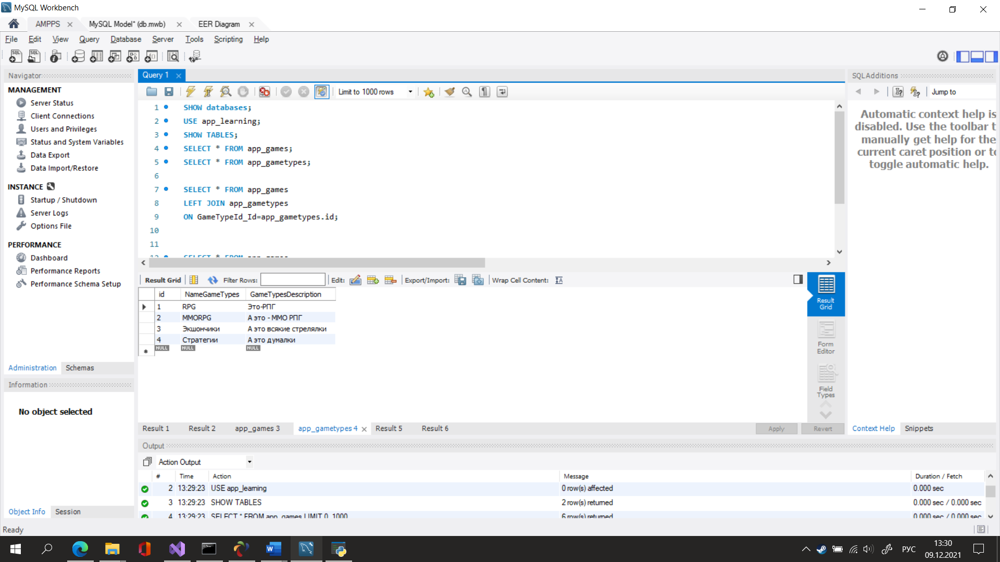 MySQL Workbench
AMPPS
MySQL Model* (db.mwb)
EER Diagram
File Edit View Query Database Server Tools Scripting Help
Navigator
MANAGEMENT
Server Status
Client Connections
Users and Privileges
Status and System Variables
Data Export
Data Import/Restore
INSTANCE
Startup / Shutdown
Server Logs
Options File
PERFORMANCE
Dashboard
Performance Reports
Performance Schema Setup
Administration Schemas
Information
No object selected
Object Info Session
Query 1
Limit to 1000 rows
1 SHOW databases;
2 USE app_learning;
3 SHOW TABLES;
4 SELECT * FROM app_games;
5 SELECT * FROM app_gametypes;
6
7 SELECT * FROM app_games
8 LEFT JOIN app_gametypes
9 ON GameTypeId_Id=app_gametypes.id;
10
11
12 SELECT * FROM app_games
Result Grid Filter Rows: Edit: Export/Import: Wrap Cell Content:
id NameGameTypes GameTypesDescription
1 RPG Это-РПГ
2 MMORPG А это - ММО РПГ
3 Экшончики А это всякие стрелялки
4 Стратегии А это думалки
NULL NULL NULL
Result Grid
Form Editor
Field Types
Result 1 Result 2 app_games 3 app_gametypes 4 Result 5 Result 6
Apply Revert
SQLAdditions
Jump to
Automatic context help is
disabled. Use the toolbar t
manually get help for the
current caret position or to
toggle automatic help.
Context Help Snippets
Output
Action Output
# Time Action Message Duration / Fetch
2 13:29:23 USE app_learning 0 row(s) affected 0.000 sec
3 13:29:23 SHOW TABLES 2 row(s) returned 0.000 sec / 0.000 sec
4 13:29:23 SELECT * FROM app_games LIMIT 0, 1000 6 row(s) returned 0.000 sec / 0.000 sec
Ready
РУС
13:30
09.12.2021